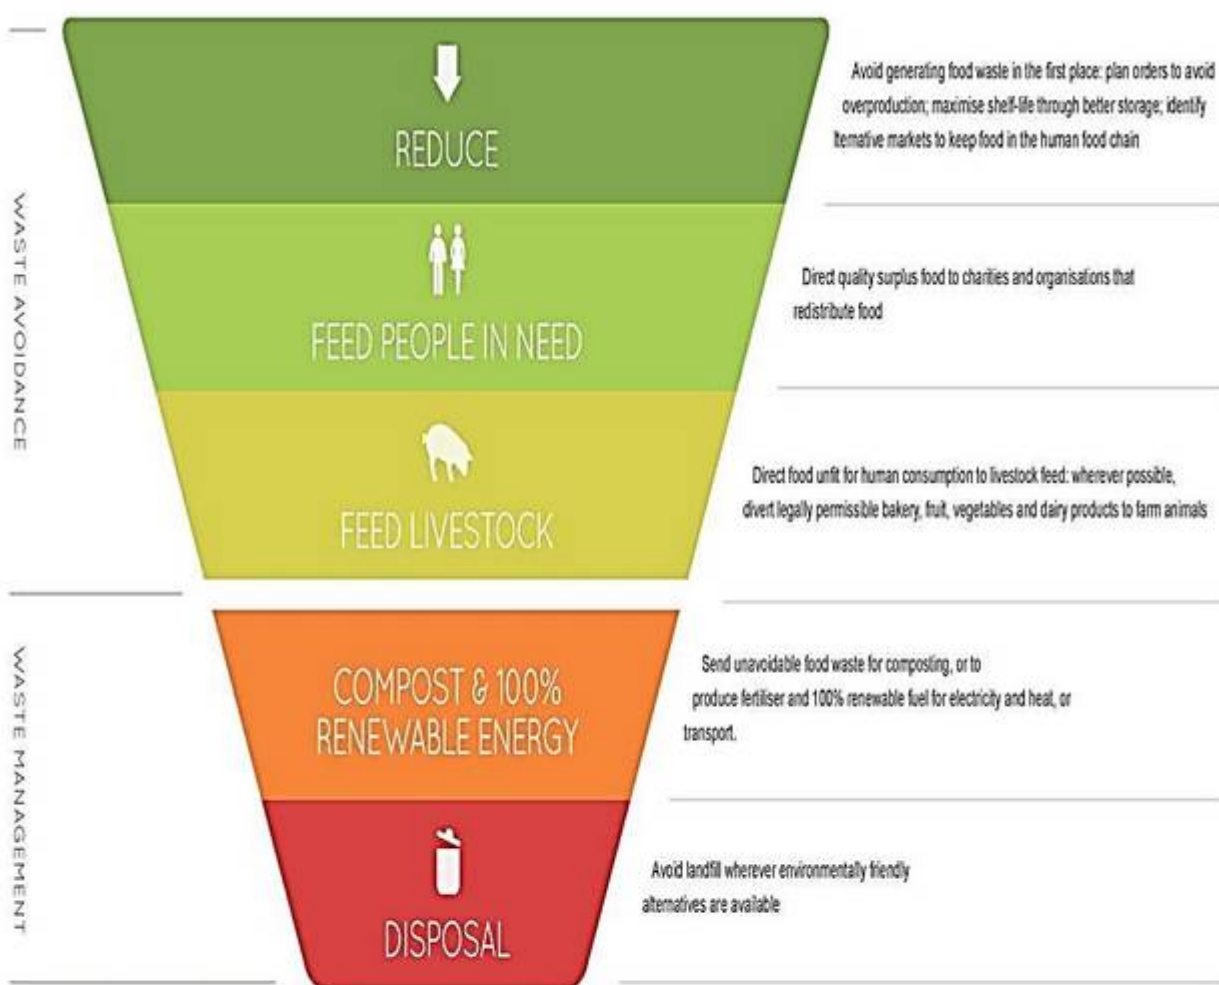 WASTE AVOIDANCE
REDUCE
Avoid generating food waste in the first place: plan orders to avoid
overproduction; maximise shelf-life through better storage; identify
lternative markets to keep food in the human food chain
FEED PEOPLE IN NEED
Direct quality surplus food to charities and organisations that
redistribute food
FEED LIVESTOCK
Direct food unfit for human consumption to livestock feed: wherever possible,
divert legally permissible bakery, fruit, vegetables and dairy products to farm animals
WASTE MANAGEMENT
COMPOST & 100%
RENEWABLE ENERGY
Send unavoidable food waste for composting, or to
produce fertiliser and 100% renewable fuel for electricity and heat, or
transport.
DISPOSAL
Avoid landfill wherever environmentally friendly
alternatives are available